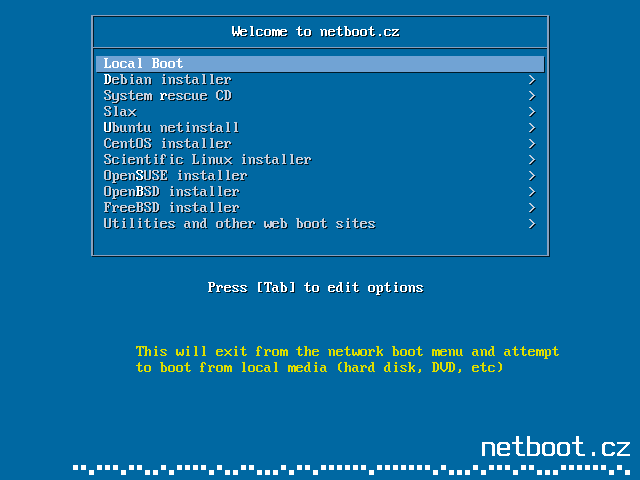 Welcome to netboot.cz
Local Boot
Debian installer >
System rescue CD >
Slax >
Ubuntu netinstall >
CentOS installer >
Scientific Linux installer >
OpenSUSE installer >
OpenBSD installer >
FreeBSD installer >
Utilities and other web boot sites >
Press [Tab] to edit options
This will exit from the network boot menu and attempt
to boot from local media (hard disk, DVD, etc)
netboot.cz